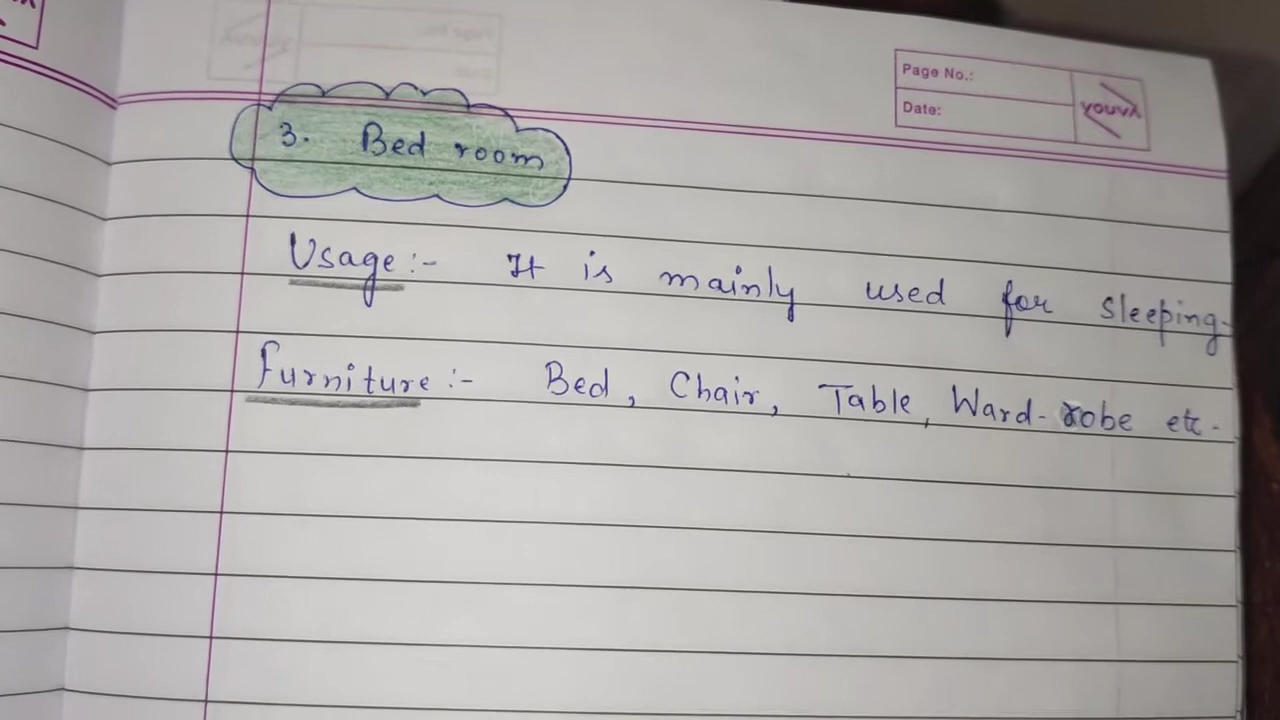 Page No.:
Date:
YOUVA
3. Bed room
Usage :- It is mainly used for sleeping.
Furniture :- Bed, Chair, Table, Ward-robe etc.